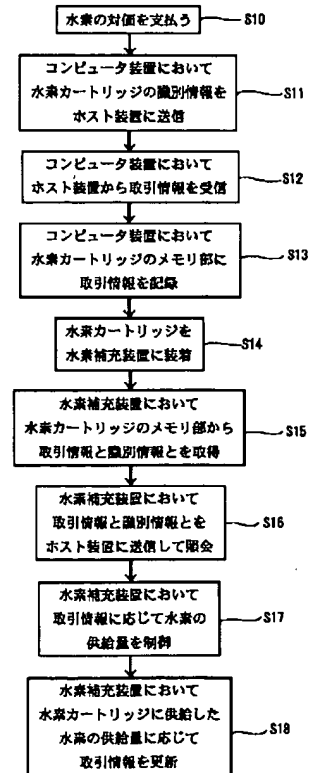 水素の対価を支払う
S10
コンピュータ装置において
水素カートリッジの識別情報を
ホスト装置に送信
S11
コンピュータ装置において
ホスト装置から取引情報を受信
S12
コンピュータ装置において
水素カートリッジのメモリ部に
取引情報を記録
S13
水素カートリッジを
水素補充装置に装着
S14
水素補充装置において
水素カートリッジのメモリ部から
取引情報と識別情報とを取得
S15
水素補充装置において
取引情報と識別情報とを
ホスト装置に送信して照会
S16
水素補充装置において
取引情報に応じて水素の
供給量を制御
S17
水素補充装置において
水素カートリッジに供給した
水素の供給量に応じて
取引情報を更新
S18